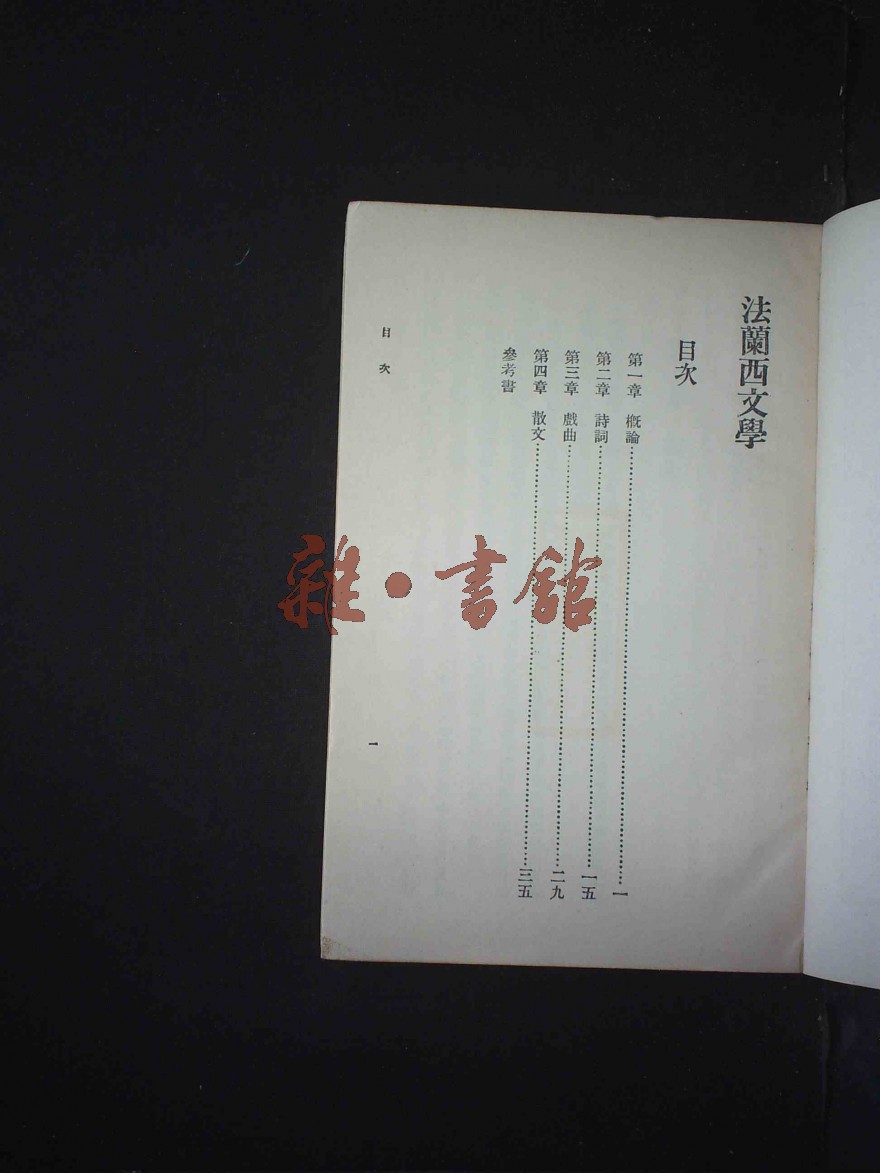 法蘭西文學
目次
第一章 概論………一
第二章 詩詞………一五
第三章 戲曲………二九
第四章 散文………三五
參考書
目次
一
雜·書館